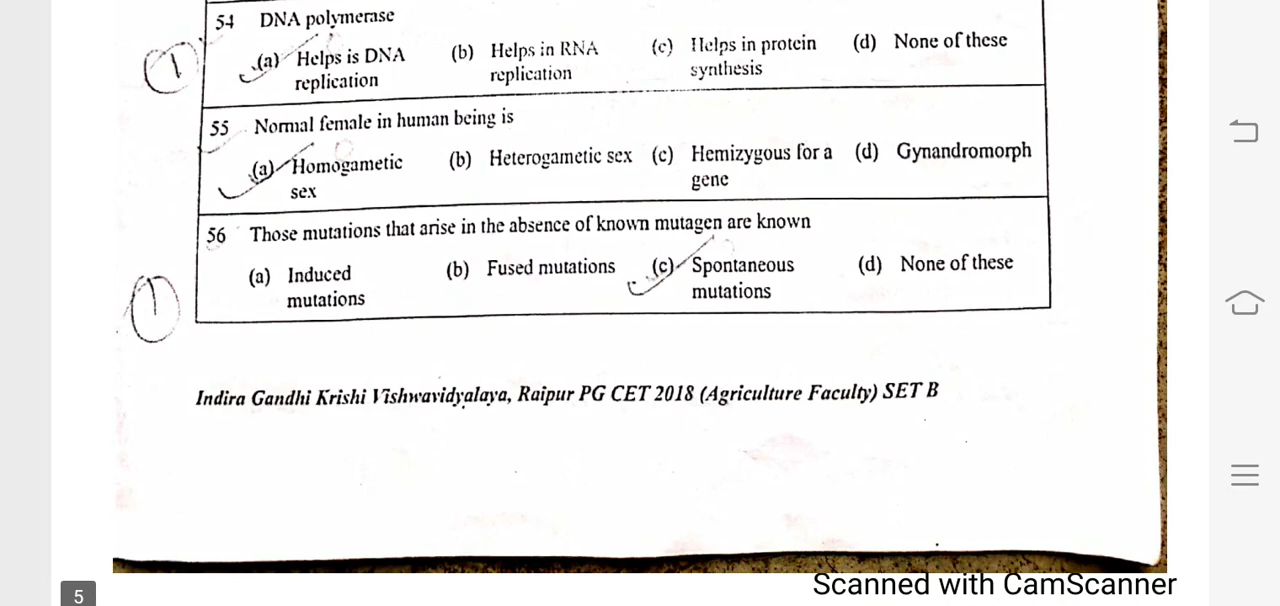 54 DNA polymerase
(a) Helps is DNA (b) Helps in RNA (c) Helps in protein (d) None of these
replication replication synthesis
1
55 Normal female in human being is
(a) Homogametic (b) Heterogametic sex (c) Hemizygous for a (d) Gynandromorph
sex gene
56 Those mutations that arise in the absence of known mutagen are known
(a) Induced (b) Fused mutations (c) Spontaneous (d) None of these
mutations mutations
1
Indira Gandhi Krishi Vishwavidyalaya, Raipur PG CET 2018 (Agriculture Faculty) SET B
Scanned with CamScanner
5